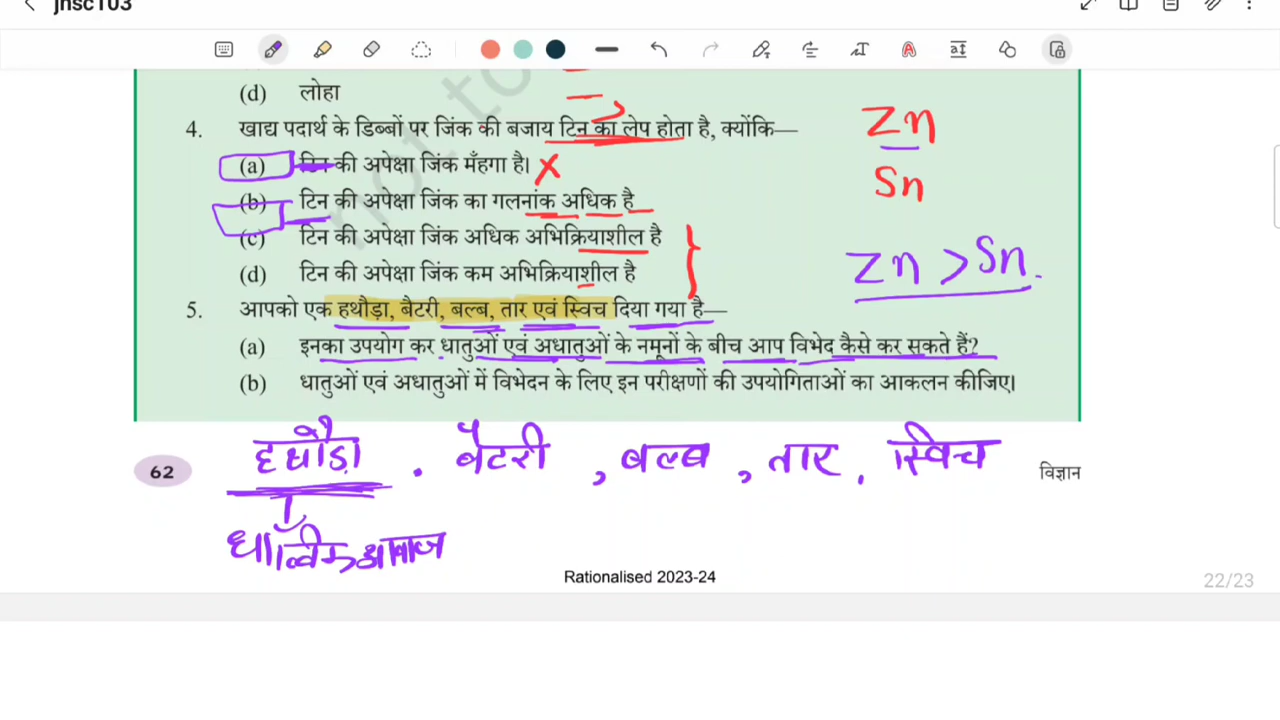 jhsc103
(d) लोहा
4. खाद्य पदार्थ के डिब्बों पर जिंक की बजाय टिन का लेप होता है, क्योंकि—
Zn
(a) टिन की अपेक्षा जिंक मँहगा है।
Sn
(b) टिन की अपेक्षा जिंक का गलनांक अधिक है
(c) टिन की अपेक्षा जिंक अधिक अभिक्रियाशील है
(d) टिन की अपेक्षा जिंक कम अभिक्रियाशील है
Zn > Sn.
5. आपको एक हथौड़ा, बैटरी, बल्ब, तार एवं स्विच दिया गया है—
(a) इनका उपयोग कर धातुओं एवं अधातुओं के नमूनों के बीच आप विभेद कैसे कर सकते हैं?
(b) धातुओं एवं अधातुओं में विभेदन के लिए इन परीक्षणों की उपयोगिताओं का आकलन कीजिए।
हथौड़ा . बैटरी , बल्ब , तार . स्विच
62 विज्ञान
धात्विक आवाज
Rationalised 2023-24
22/23